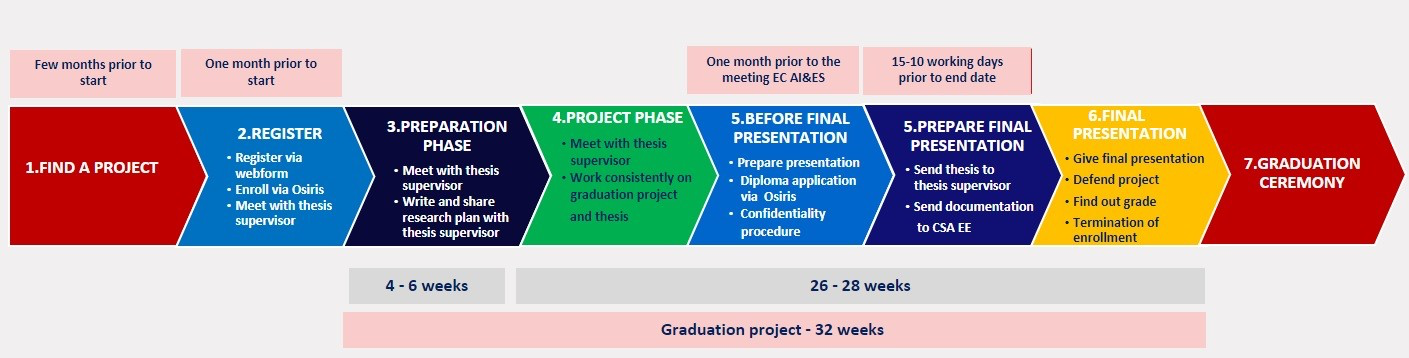 Few months prior to
start
One month prior to
start
One month prior to the
meeting EC AI&ES
15-10 working days
prior to end date
1.FIND A PROJECT
2.REGISTER
• Register via
webform
• Enroll via Osiris
• Meet with thesis
supervisor
3.PREPARATION
PHASE
• Meet with thesis
supervisor
• Write and share
research plan with
thesis supervisor
4.PROJECT PHASE
• Meet with thesis
supervisor
• Work consistently on
graduation project
and thesis
5.BEFORE FINAL
PRESENTATION
• Prepare presentation
• Diploma application
via Osiris
• Confidentiality
procedure
5.PREPARE FINAL
PRESENTATION
• Send thesis to
thesis supervisor
• Send documentation
to CSA EE
6.FINAL
PRESENTATION
• Give final presentation
• Defend project
• Find out grade
• Termination of
enrollment
7.GRADUATION
CEREMONY
4 - 6 weeks
26 - 28 weeks
Graduation project - 32 weeks